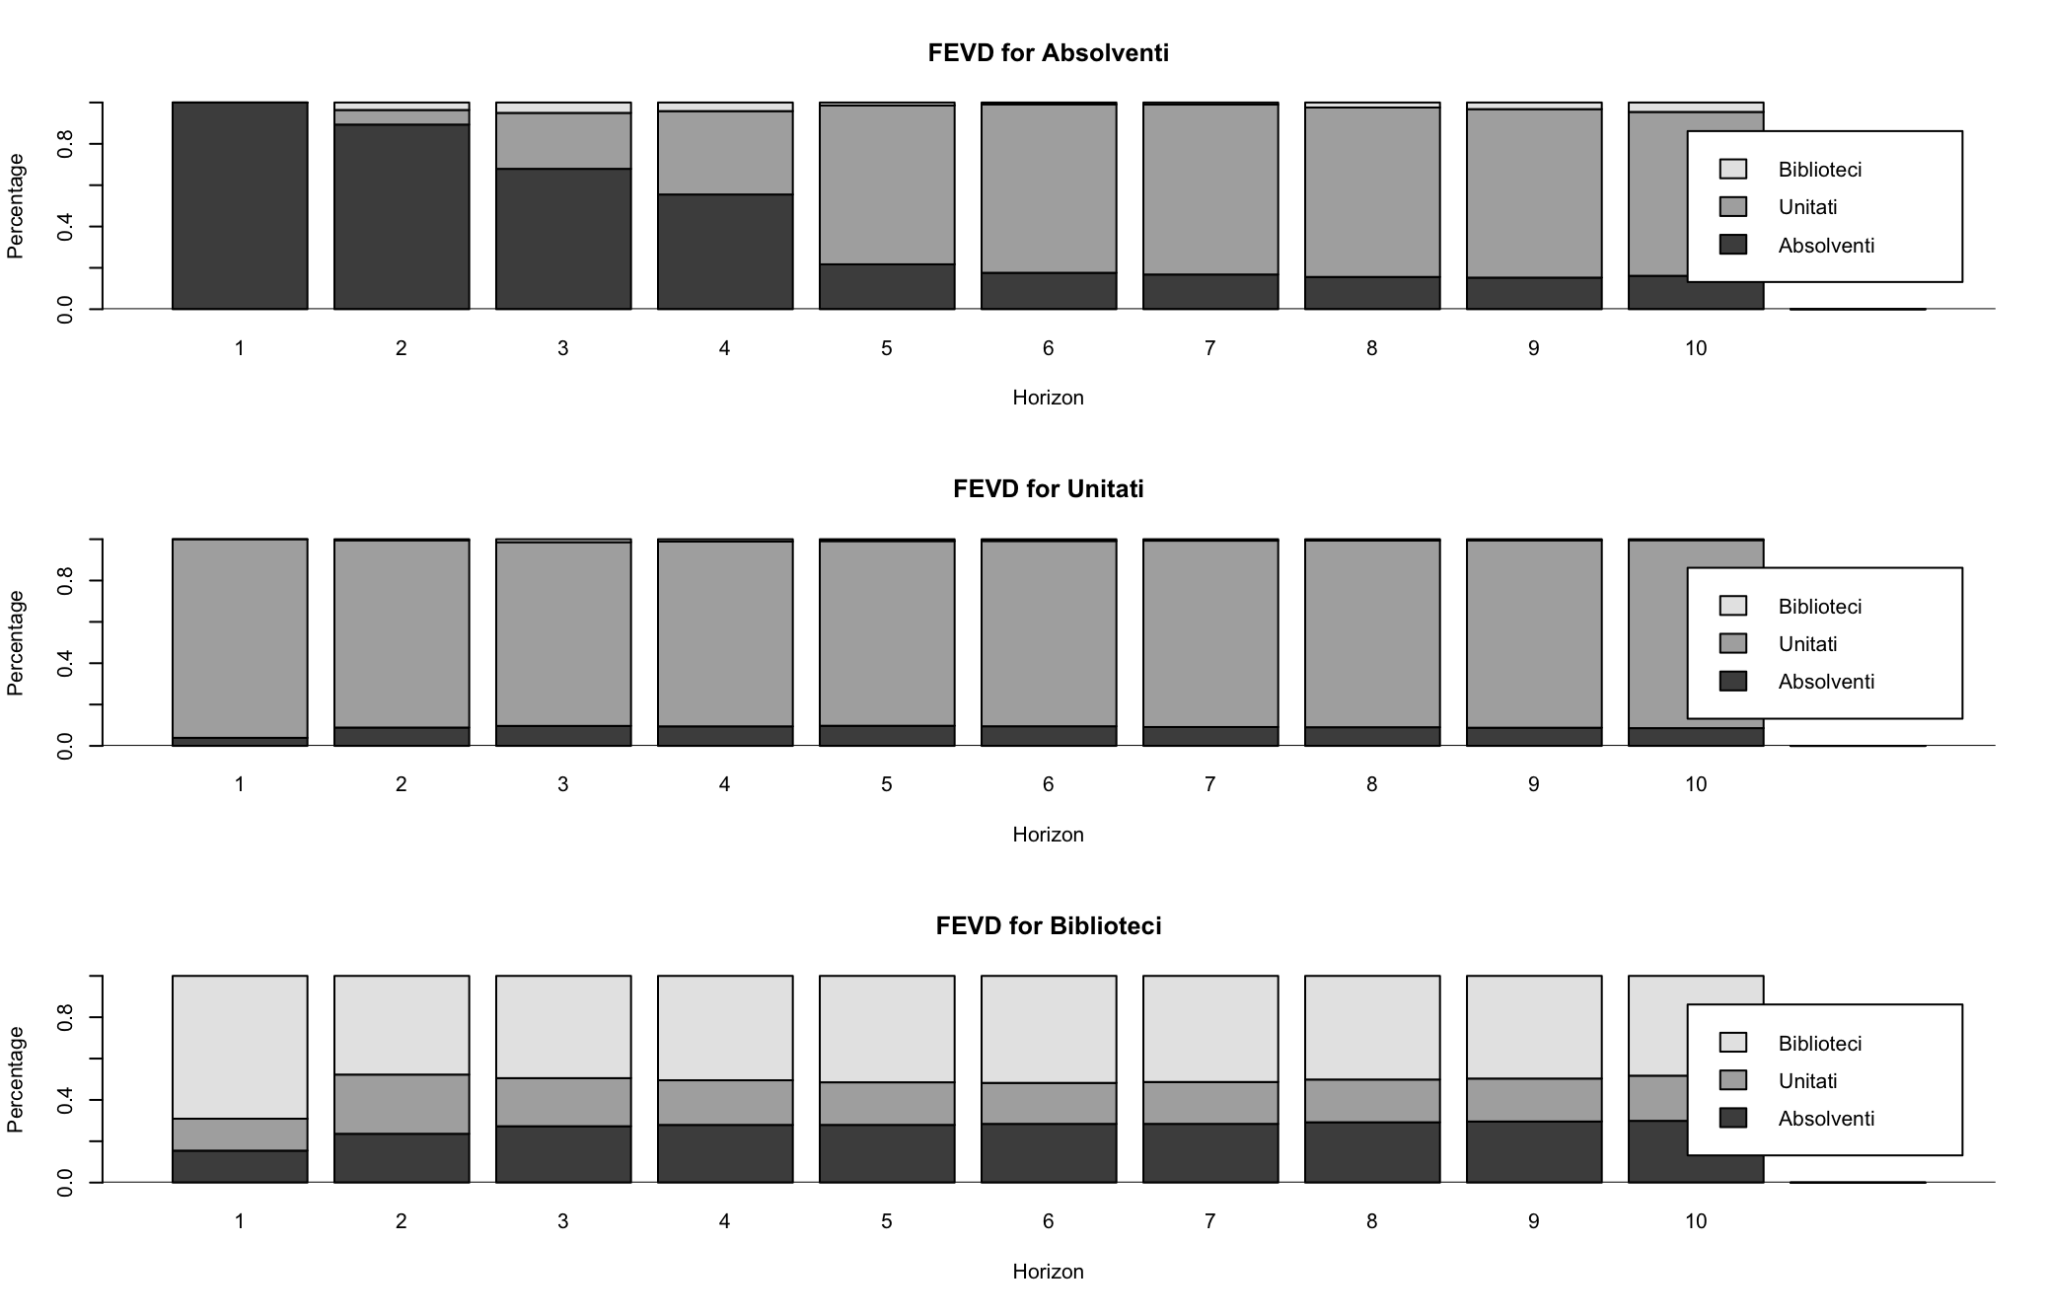 FEVD for Absolventi
Percentage
0.0 0.4 0.8
Biblioteci
Unitati
Absolventi
1 2 3 4 5 6 7 8 9 10
Horizon
FEVD for Unitati
Percentage
0.0 0.4 0.8
Biblioteci
Unitati
Absolventi
1 2 3 4 5 6 7 8 9 10
Horizon
FEVD for Biblioteci
Percentage
0.0 0.4 0.8
Biblioteci
Unitati
Absolventi
1 2 3 4 5 6 7 8 9 10
Horizon